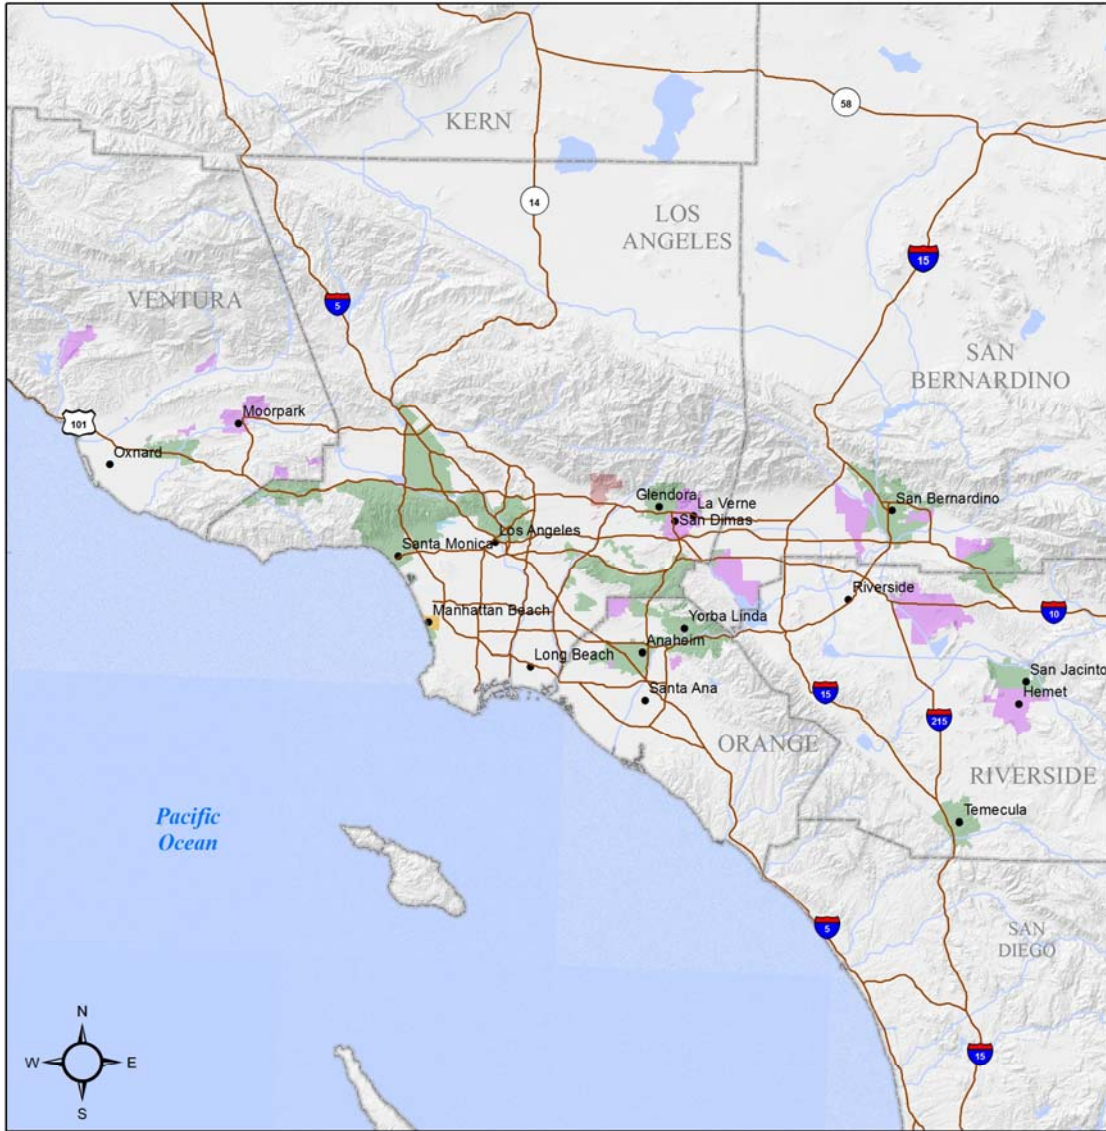 58
KERN
14
LOS
ANGELES
15
5
VENTURA
SAN
BERNARDINO
101
Moorpark
Oxnard
Glendora
La Verne
San Dimas
San Bernardino
Los Angeles
Santa Monica
Riverside
10
Manhattan Beach
Yorba Linda
Anaheim
Long Beach
San Jacinto
Hemet
Santa Ana
15
215
ORANGE
RIVERSIDE
Temecula
Pacific
Ocean
5
SAN
DIEGO
N
W
E
S
15